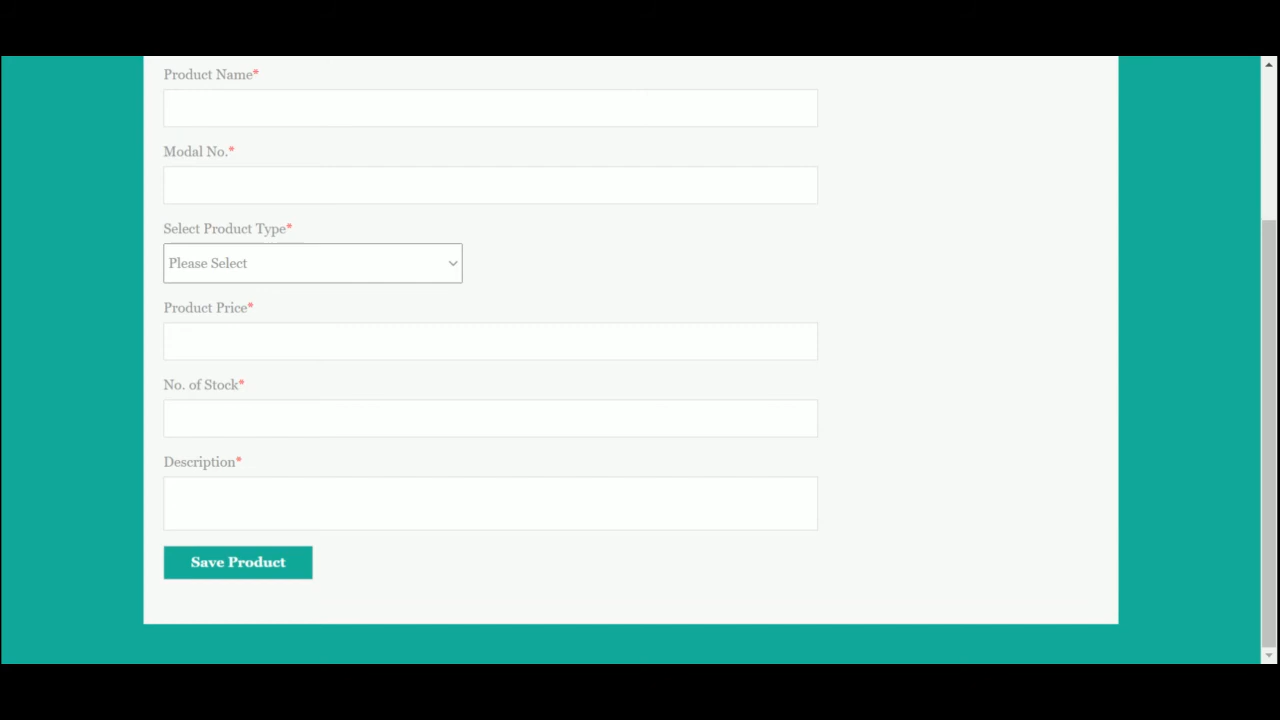 Product Name*
Modal No.*
Select Product Type*
Please Select
Product Price*
No. of Stock*
Description*
Save Product